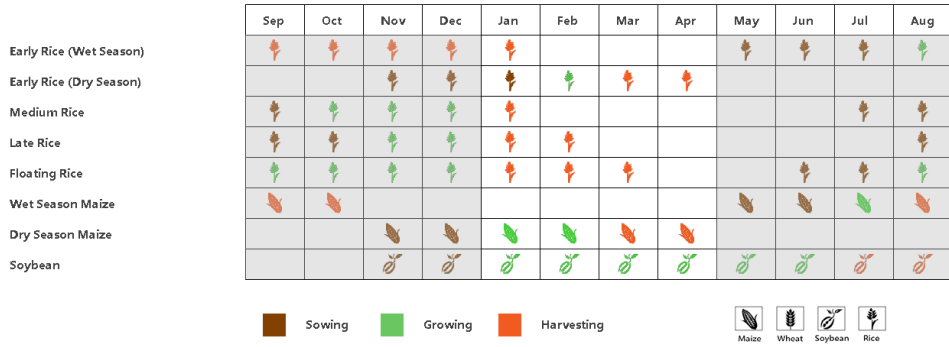 Sep Oct Nov Dec Jan Feb Mar Apr May Jun Jul Aug
Early Rice (Wet Season)
Early Rice (Dry Season)
Medium Rice
Late Rice
Floating Rice
Wet Season Maize
Dry Season Maize
Soybean
Sowing Growing Harvesting
Maize Wheat Soybean Rice